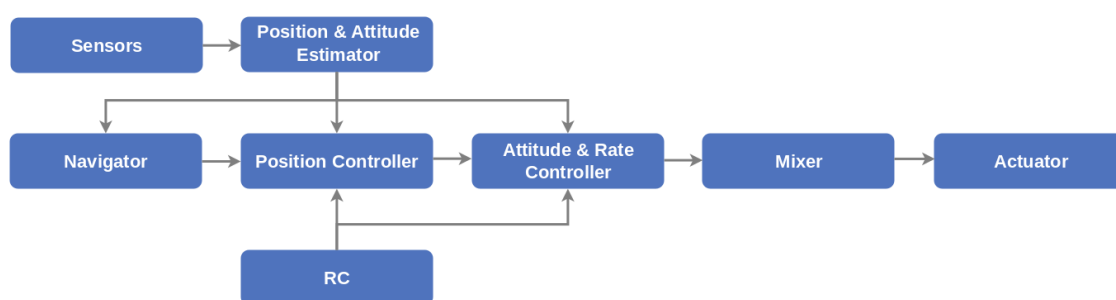 Sensors
Position & Attitude
Estimator
Navigator
Position Controller
Attitude & Rate
Controller
Mixer
Actuator
RC